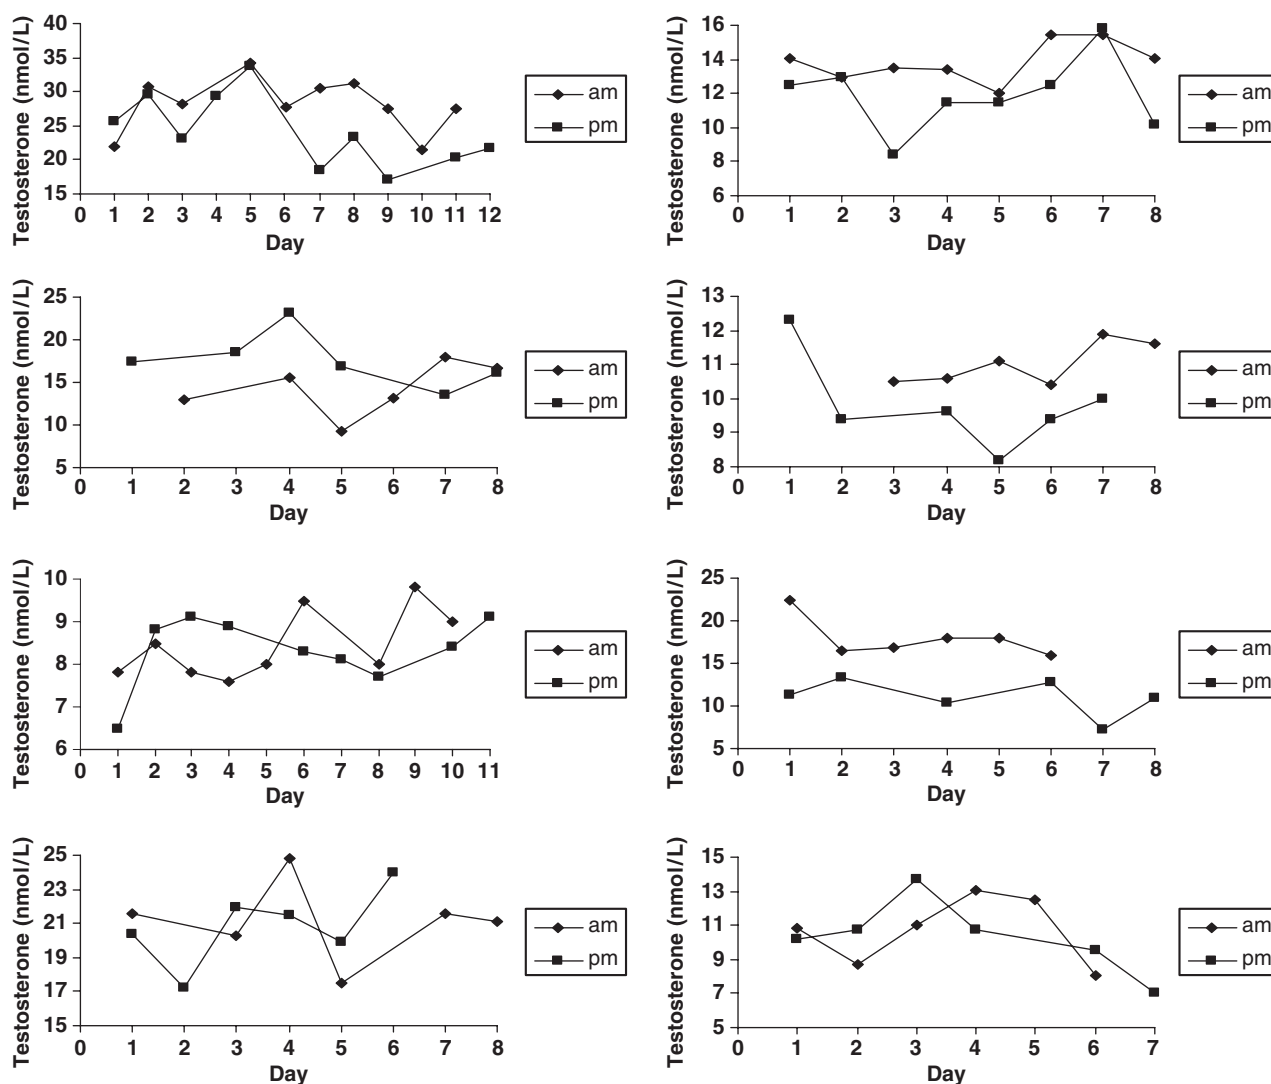 Testosterone (nmol/L)
40
35
30
25
20
15
0 1 2 3 4 5 6 7 8 9 10 11 12
Day
am
pm
Testosterone (nmol/L)
16
14
12
10
8
6
0 1 2 3 4 5 6 7 8
Day
am
pm
Testosterone (nmol/L)
25
20
15
10
5
0 1 2 3 4 5 6 7 8
Day
am
pm
Testosterone (nmol/L)
13
12
11
10
9
8
0 1 2 3 4 5 6 7 8
Day
am
pm
Testosterone (nmol/L)
10
9
8
7
6
0 1 2 3 4 5 6 7 8 9 10 11
Day
am
pm
Testosterone (nmol/L)
25
20
15
10
5
0 1 2 3 4 5 6 7 8
Day
am
pm
Testosterone (nmol/L)
25
23
21
19
17
15
0 1 2 3 4 5 6 7 8
Day
am
pm
Testosterone (nmol/L)
15
13
11
9
7
5
0 1 2 3 4 5 6 7
Day
am
pm